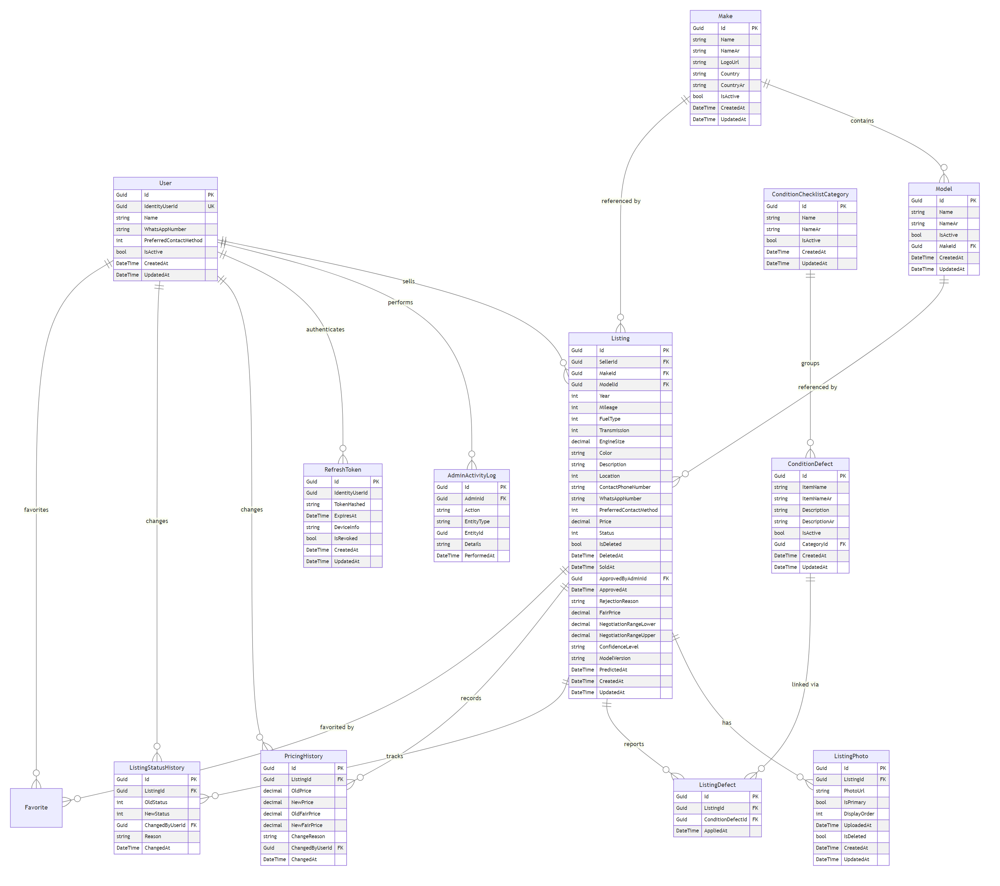 Make
Guid Id PK
string Name
string NameAr
string LogoUrl
string Country
string CountryAr
bool IsActive
DateTime CreatedAt
DateTime UpdatedAt
contains
referenced by
User
Guid Id PK
Guid IdentityUserId UK
string Name
string WhatsAppNumber
int PreferredContactMethod
bool IsActive
DateTime CreatedAt
DateTime UpdatedAt
ConditionChecklistCategory
Guid Id PK
string Name
string NameAr
bool IsActive
DateTime CreatedAt
DateTime UpdatedAt
Model
Guid Id PK
string Name
string NameAr
bool IsActive
Guid MakeId FK
DateTime CreatedAt
DateTime UpdatedAt
sells
performs
authenticates
groups
referenced by
Listing
Guid Id PK
Guid SellerId FK
Guid MakeId FK
Guid ModelId FK
int Year
int Mileage
int FuelType
int Transmission
decimal EngineSize
string Color
string Description
int Location
string ContactPhoneNumber
string WhatsAppNumber
int PreferredContactMethod
decimal Price
int Status
bool IsDeleted
DateTime DeletedAt
DateTime SoldAt
Guid ApprovedByAdminId FK
DateTime ApprovedAt
string RejectionReason
decimal FairPrice
decimal NegotiationRangeLower
decimal NegotiationRangeUpper
string ConfidenceLevel
string ModelVersion
DateTime PredictedAt
DateTime CreatedAt
DateTime UpdatedAt
RefreshToken
Guid Id PK
Guid IdentityUserId
string TokenHashed
DateTime ExpiresAt
string DeviceInfo
bool IsRevoked
DateTime CreatedAt
DateTime UpdatedAt
AdminActivityLog
Guid Id PK
Guid AdminId FK
string Action
string EntityType
Guid EntityId
string Details
DateTime PerformedAt
ConditionDefect
Guid Id PK
string ItemName
string ItemNameAr
string Description
string DescriptionAr
bool IsActive
Guid CategoryId FK
DateTime CreatedAt
DateTime UpdatedAt
favorites
changes
changes
linked via
records
has
favorited by
reports
tracks
Favorite
ListingStatusHistory
Guid Id PK
Guid ListingId FK
int OldStatus
int NewStatus
Guid ChangedByUserId FK
string Reason
DateTime ChangedAt
PricingHistory
Guid Id PK
Guid ListingId FK
decimal OldPrice
decimal NewPrice
decimal OldFairPrice
decimal NewFairPrice
string ChangeReason
Guid ChangedByUserId FK
DateTime ChangedAt
ListingDefect
Guid Id PK
Guid ListingId FK
Guid ConditionDefectId FK
DateTime AppliedAt
ListingPhoto
Guid Id PK
Guid ListingId FK
string PhotoUrl
bool IsPrimary
int DisplayOrder
DateTime UploadedAt
bool IsDeleted
DateTime CreatedAt
DateTime UpdatedAt